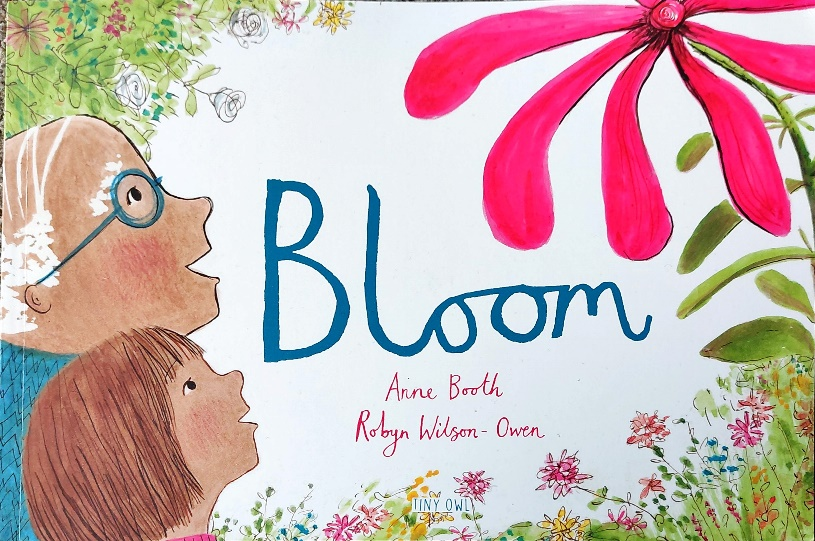 Bloom
Anne Booth
Robyn Wilson-Owen
TINY OWL